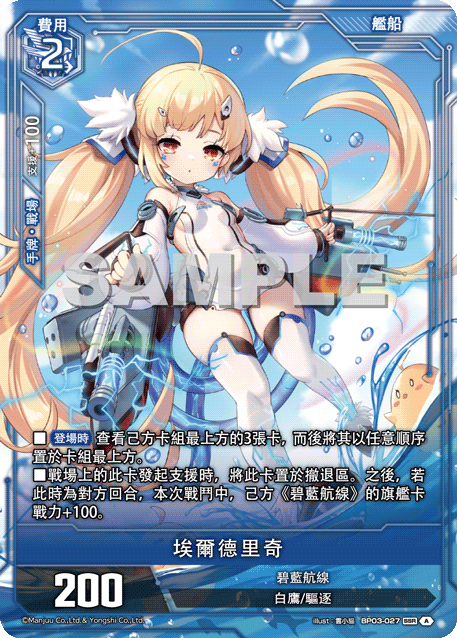 費用
2
艦船
支援+100
手牌・戰場
SAMPLE
■ 登場時 查看己方卡組最上方的3張卡，而後將其以任意順序
置於卡組最上方。
■戰場上的此卡發起支援時，將此卡置於撤退區。之後，若
此時為對方回合，本次戰鬥中，己方《碧藍航線》的旗艦卡
戰力+100。
埃爾德里奇
200
碧藍航線
白鷹/驅逐
©Manjuu Co.,Ltd.& Yongshi Co.,Ltd.
illust : 書小貓 BP03-027 SSR A